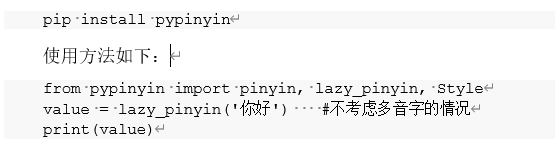 pip install pypinyin
使用方法如下：
from pypinyin import pinyin, lazy_pinyin, Style
value = lazy_pinyin('你好')    #不考虑多音字的情况
print(value)